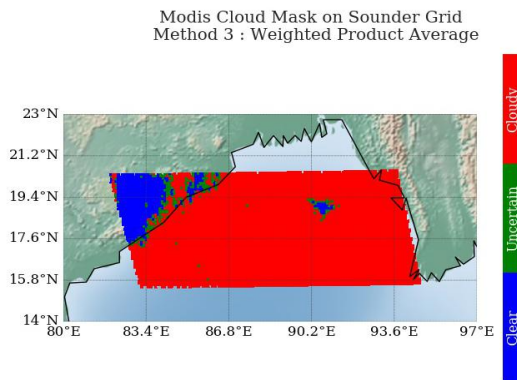 Modis Cloud Mask on Sounder Grid
Method 3 : Weighted Product Average
23°N
21.2°N
19.4°N
17.6°N
15.8°N
14°N
80°E 83.4°E 86.8°E 90.2°E 93.6°E 97°E
Cloudy
Uncertain
Clear